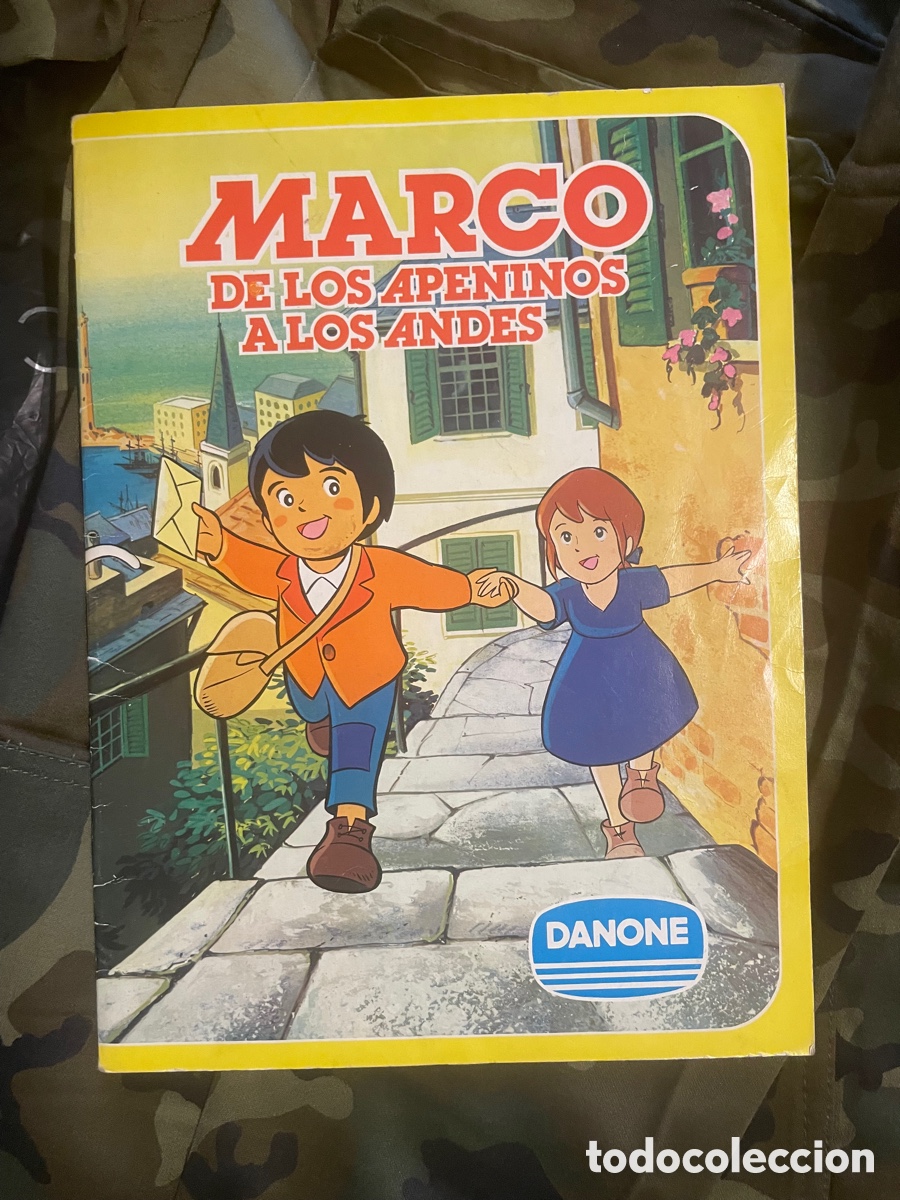 MARCO
DE LOS APENINOS
A LOS ANDES
DANONE
todocoleccion